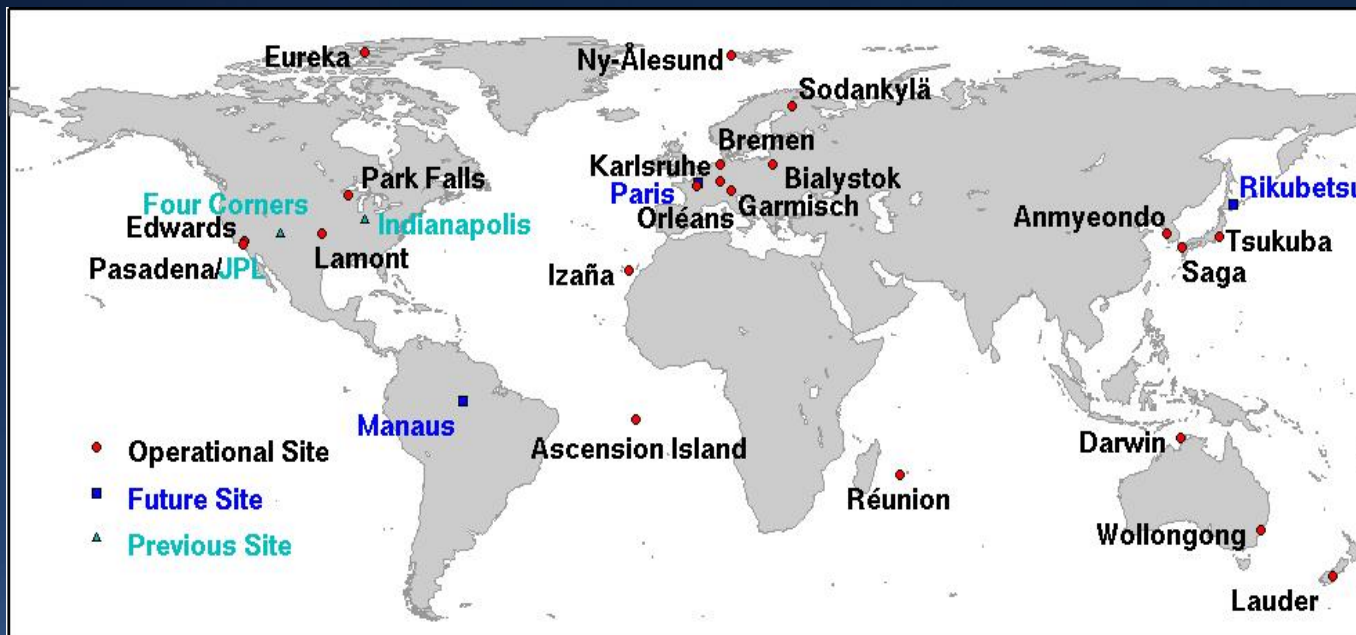 Eureka
Ny-Ålesund
Sodankylä
Bremen
Karlsruhe
Bialystok
Park Falls
Paris
Garmisch
Rikubetsu
Four Corners
Indianapolis
Orléans
Anmyeondo
Edwards
Tsukuba
Lamont
Pasadena/JPL
Izaña
Saga
Manaus
Ascension Island
Darwin
Operational Site
Réunion
Future Site
Wollongong
Previous Site
Lauder